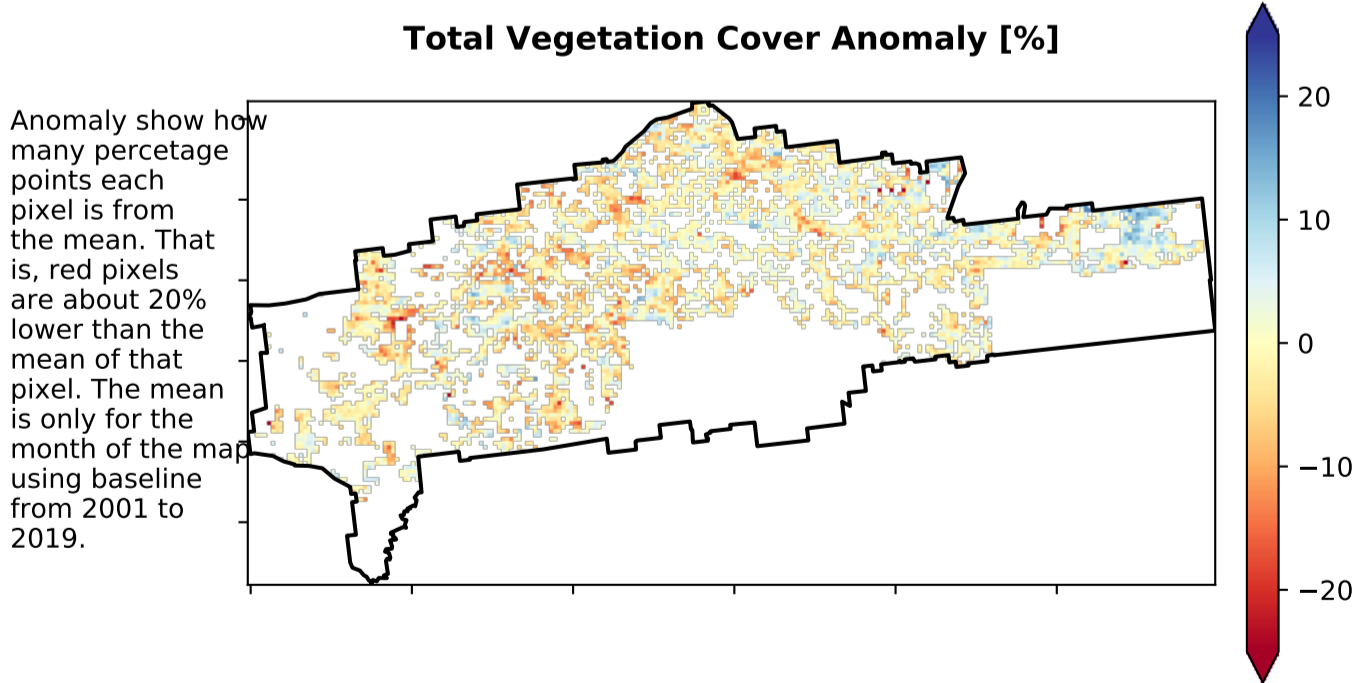 Total Vegetation Cover Anomaly [%]
Anomaly show how
many percetage
points each
pixel is from
the mean. That
is, red pixels
are about 20%
lower than the
mean of that
pixel. The mean
is only for the
month of the map
using baseline
from 2001 to
2019.
20
10
0
−10
−20